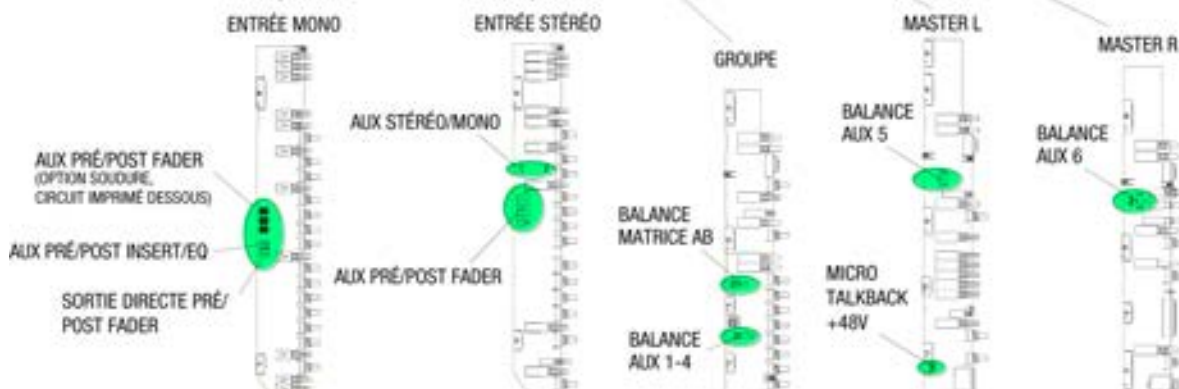 ENTRÉE MONO
AUX PRÉ/POST FADER
(OPTION SOUDURE,
CIRCUIT IMPRIMÉ DESSOUS)
AUX PRÉ/POST INSERT/EQ
SORTIE DIRECTE PRÉ/
POST FADER
ENTRÉE STÉRÉO
AUX STÉRÉO/MONO
AUX PRÉ/POST FADER
GROUPE
BALANCE
MATRICE AB
BALANCE
AUX 1-4
MASTER L
BALANCE
AUX 5
MICRO
TALKBACK
+48V
MASTER R
BALANCE
AUX 6